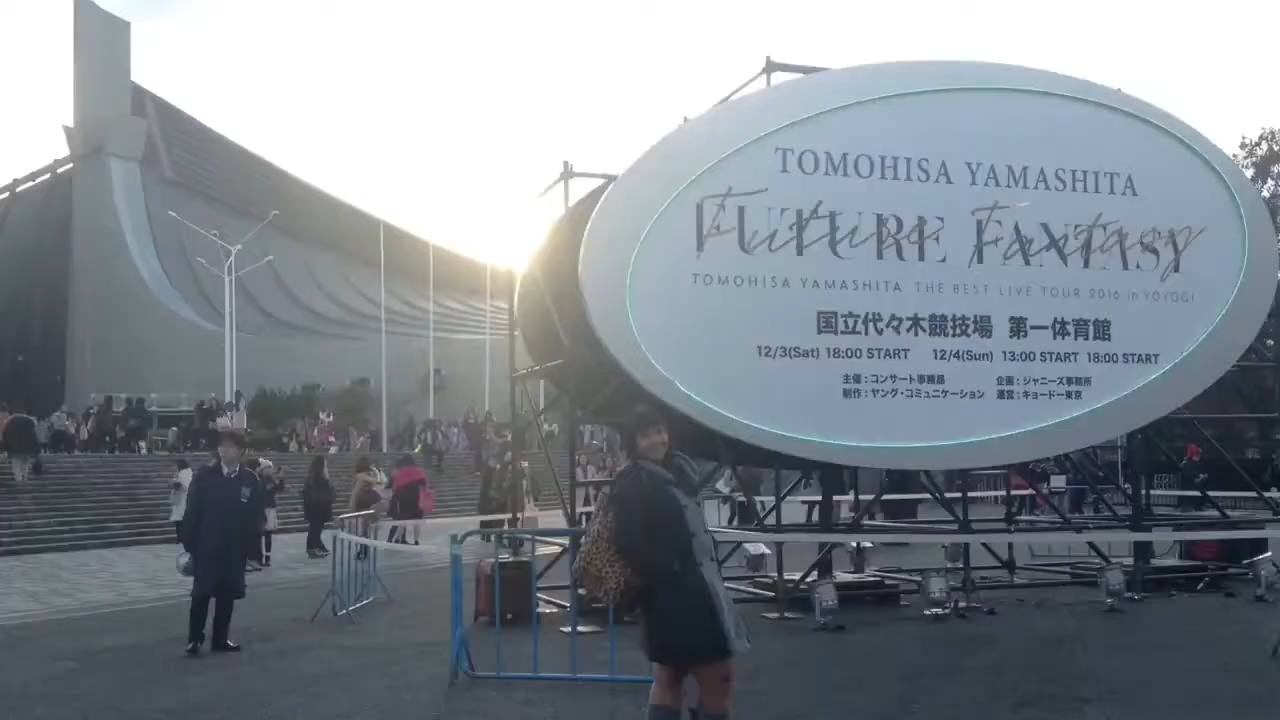 TOMOHISA YAMASHITA
FUTURE FANTASY
Future Fantasy
TOMOHISA YAMASHITA THE BEST LIVE TOUR 2016 in YOYOGI
国立代々木競技場 第一体育館
12/3(Sat) 18:00 START 12/4(Sun) 13:00 START 18:00 START
主催:コンサート事務局 企画:ジャニーズ事務所
制作:ヤング・コミュニケーション 運営:キョードー東京